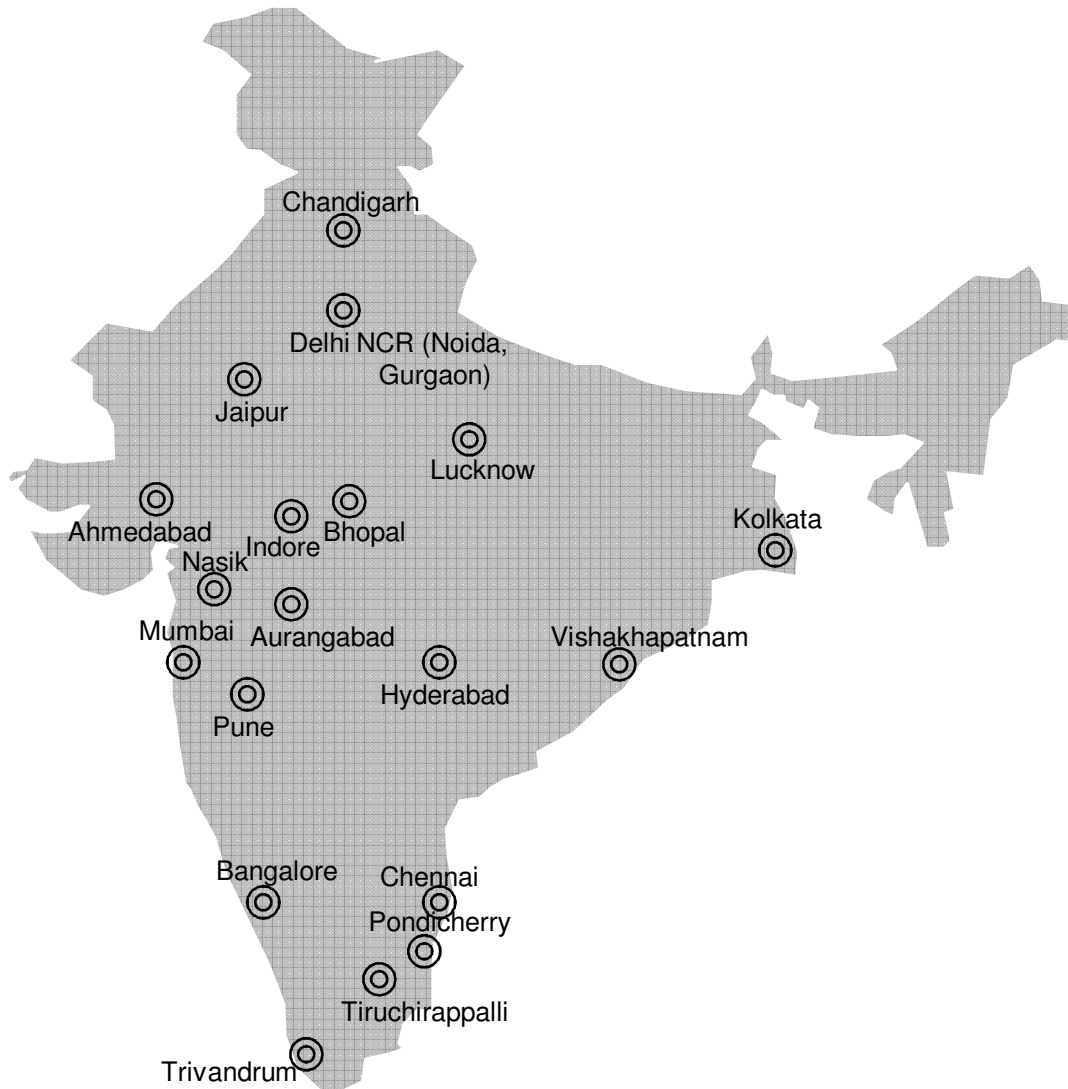 Chandigarh
Delhi NCR (Noida,
Gurgaon)
Jaipur
Lucknow
Ahmedabad
Indore
Bhopal
Kolkata
Nasik
Aurangabad
Mumbai
Hyderabad
Vishakhapatnam
Pune
Bangalore
Chennai
Pondicherry
Tiruchirappalli
Trivandrum